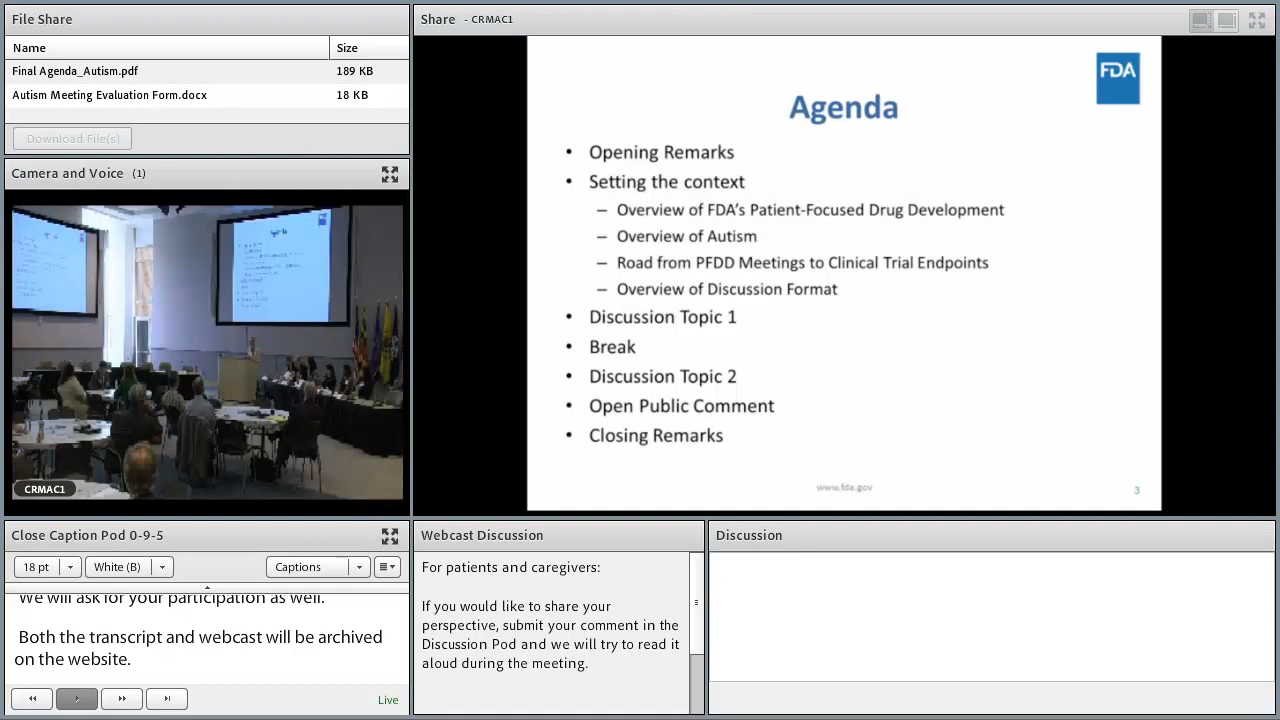 File Share
Name
Size
Final Agenda_Autism.pdf
189 KB
Autism Meeting Evaluation Form.docx
18 KB
Download File(s)
Camera and Voice (1)
CRMAC1
Close Caption Pod 0-9-5
18 pt
White (B)
Captions
We will ask for your participation as well.
Both the transcript and webcast will be archived
on the website.
Live
Share - CRMAC1
FDA
Agenda
• Opening Remarks
• Setting the context
– Overview of FDA's Patient-Focused Drug Development
– Overview of Autism
– Road from PFDD Meetings to Clinical Trial Endpoints
– Overview of Discussion Format
• Discussion Topic 1
• Break
• Discussion Topic 2
• Open Public Comment
• Closing Remarks
www.fda.gov
3
Webcast Discussion
For patients and caregivers:
If you would like to share your
perspective, submit your comment in the
Discussion Pod and we will try to read it
aloud during the meeting.
Discussion